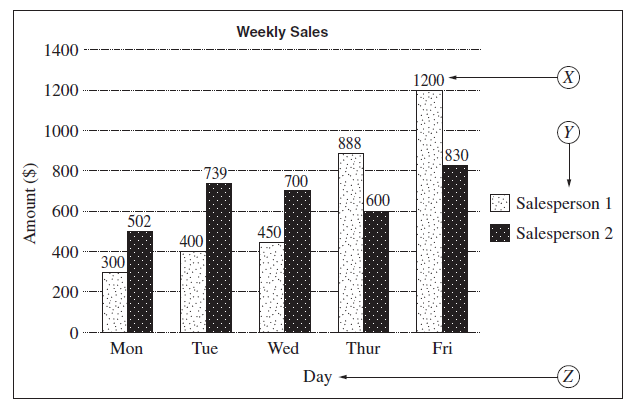 Weekly Sales
Amount ($)
1400
1200
1000
800
600
400
200
0
300
502
400
739
450
700
888
600
1200
830
Mon Tue Wed Thur Fri
Day
X
Y
Salesperson 1
Salesperson 2
Z